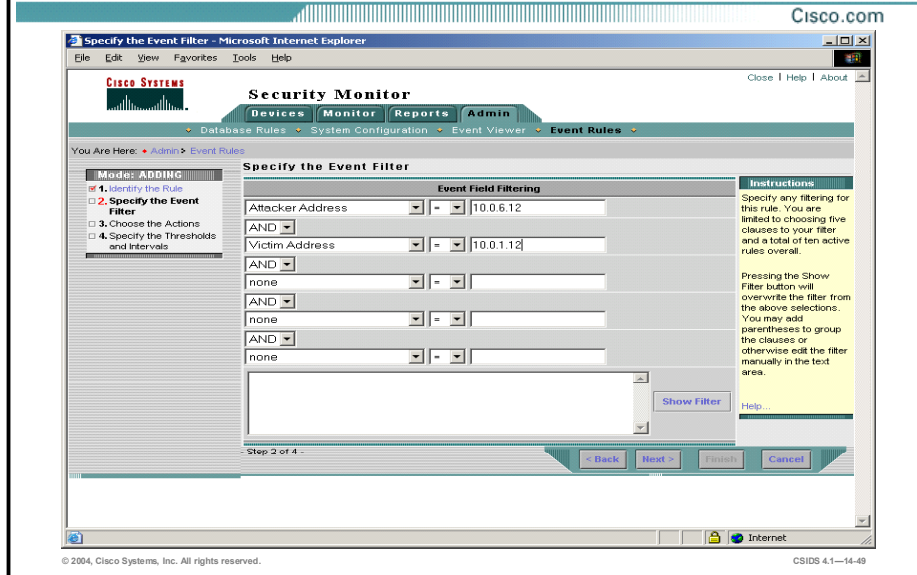 Cisco.com
Specify the Event Filter - Microsoft Internet Explorer
File Edit View Favorites Tools Help
Close | Help | About
CISCO SYSTEMS
Security Monitor
Devices Monitor Reports Admin
Database Rules System Configuration Event Viewer Event Rules
You Are Here: Admin > Event Rules
Specify the Event Filter
Mode: ADDING
1. Identify the Rule
2. Specify the Event
Filter
3. Choose the Actions
4. Specify the Thresholds
and Intervals
Event Field Filtering
Attacker Address = 10.0.6.12
AND
Victim Address = 10.0.1.12
AND
none =
AND
none =
AND
none =
Show Filter
Instructions
Specify any filtering for
this rule. You are
limited to choosing five
clauses to your filter
and a total of ten active
rules overall.
Pressing the Show
Filter button will
overwrite the filter from
the above selections.
You may add
parentheses to group
the clauses or
otherwise edit the filter
manually in the text
area.
Help...
- Step 2 of 4 -
< Back Next > Finish Cancel
Internet
© 2004, Cisco Systems, Inc. All rights reserved.
CSIDS 4.1—14-49